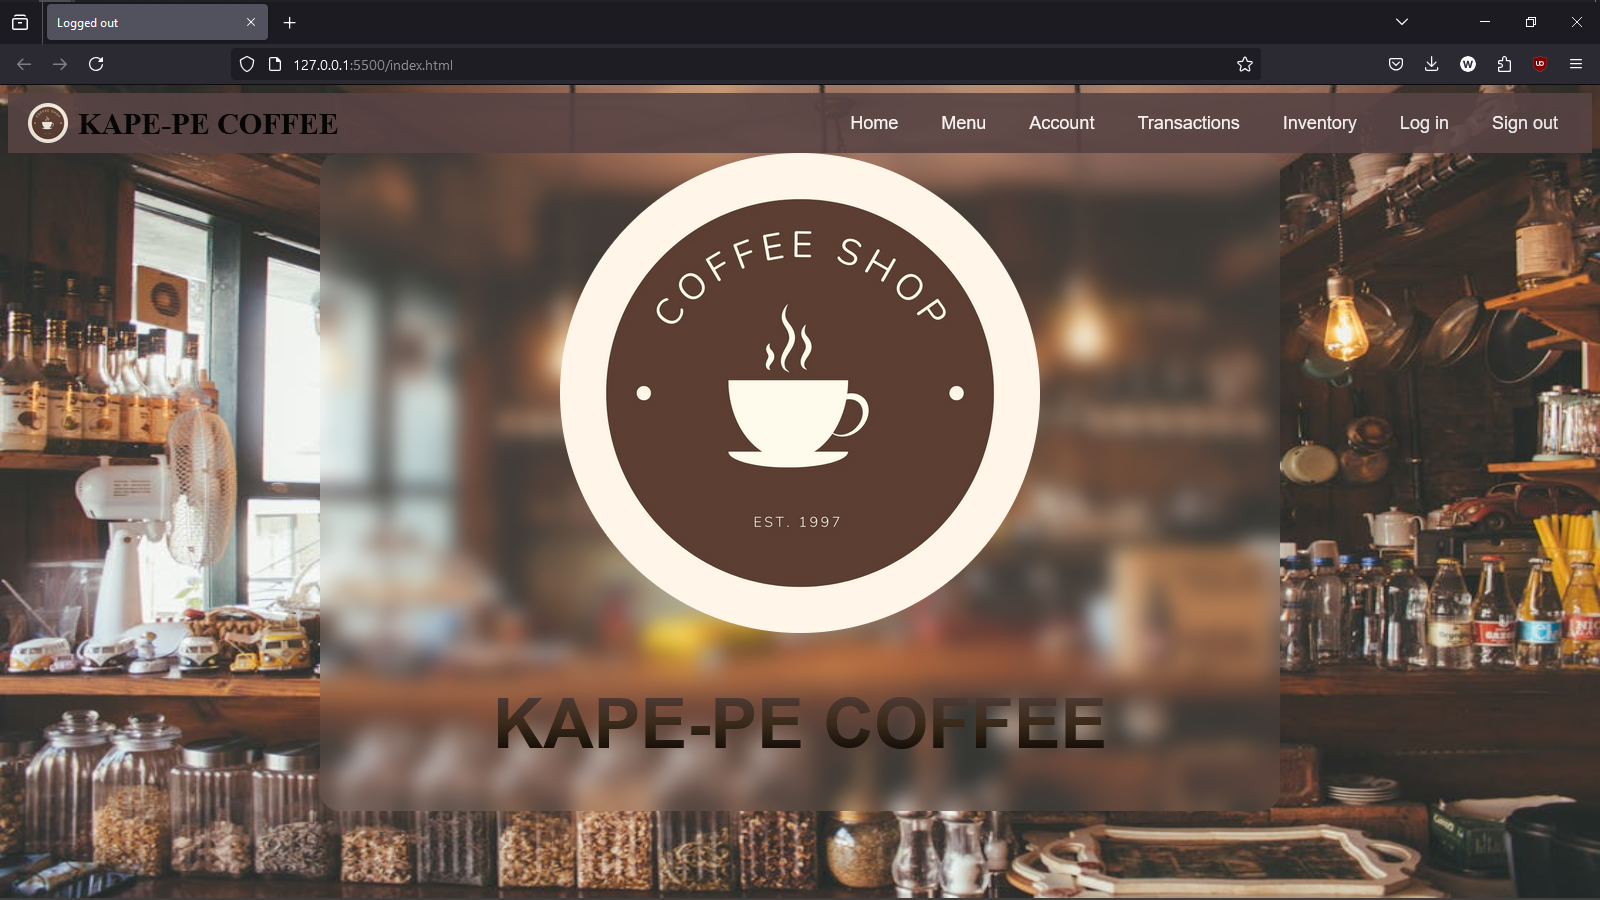 Logged out
127.0.0.1:5500/index.html
KAPE-PE COFFEE
Home Menu Account Transactions Inventory Log in Sign out
COFFEE SHOP
EST. 1997
KAPE-PE COFFEE